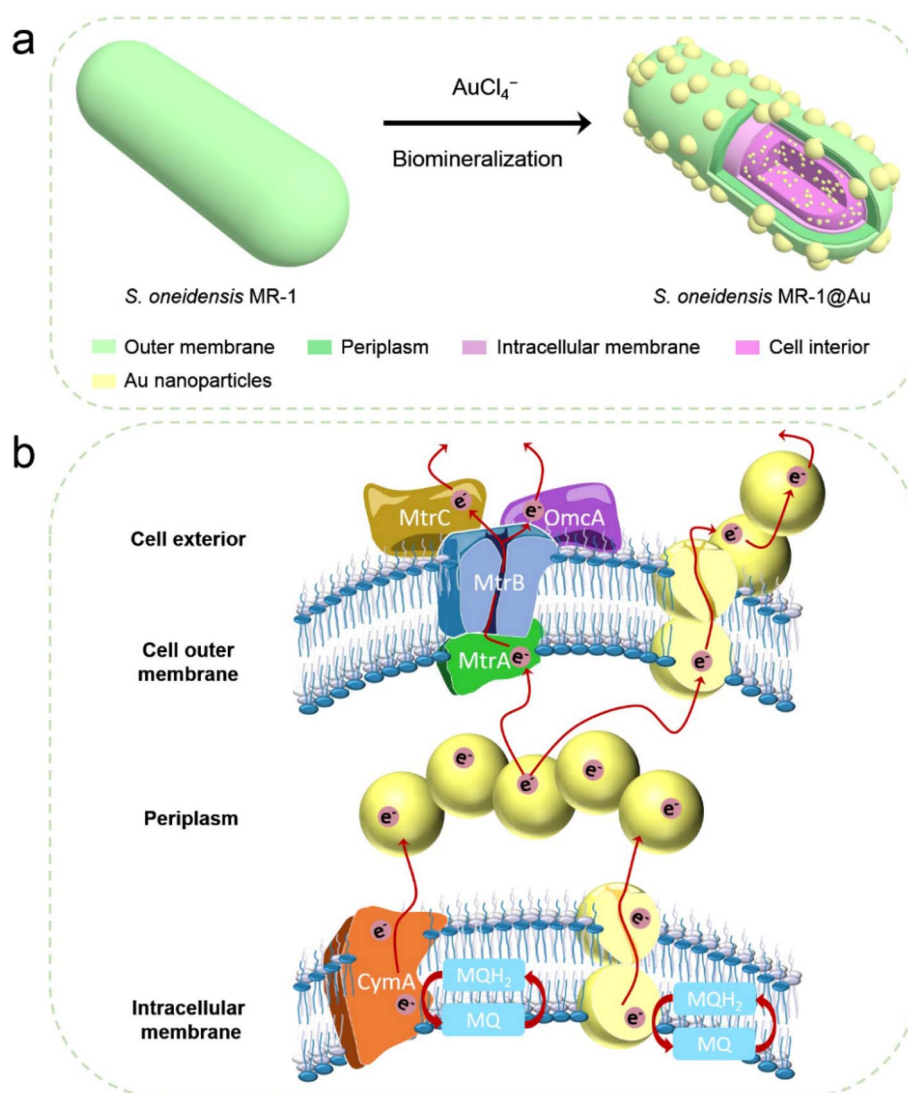 a
AuCl₄⁻
Biomineralization
S. oneidensis MR-1
S. oneidensis MR-1@Au
Outer membrane
Periplasm
Intracellular membrane
Cell interior
Au nanoparticles
b
Cell exterior
MtrC
e⁻
e⁻
OmcA
e⁻
e⁻
MtrB
Cell outer
membrane
MtrA
e⁻
e⁻
Periplasm
e⁻
e⁻
e⁻
e⁻
e⁻
Intracellular
membrane
e⁻
CymA
e⁻
MQH₂
MQ
e⁻
e⁻
MQH₂
MQ